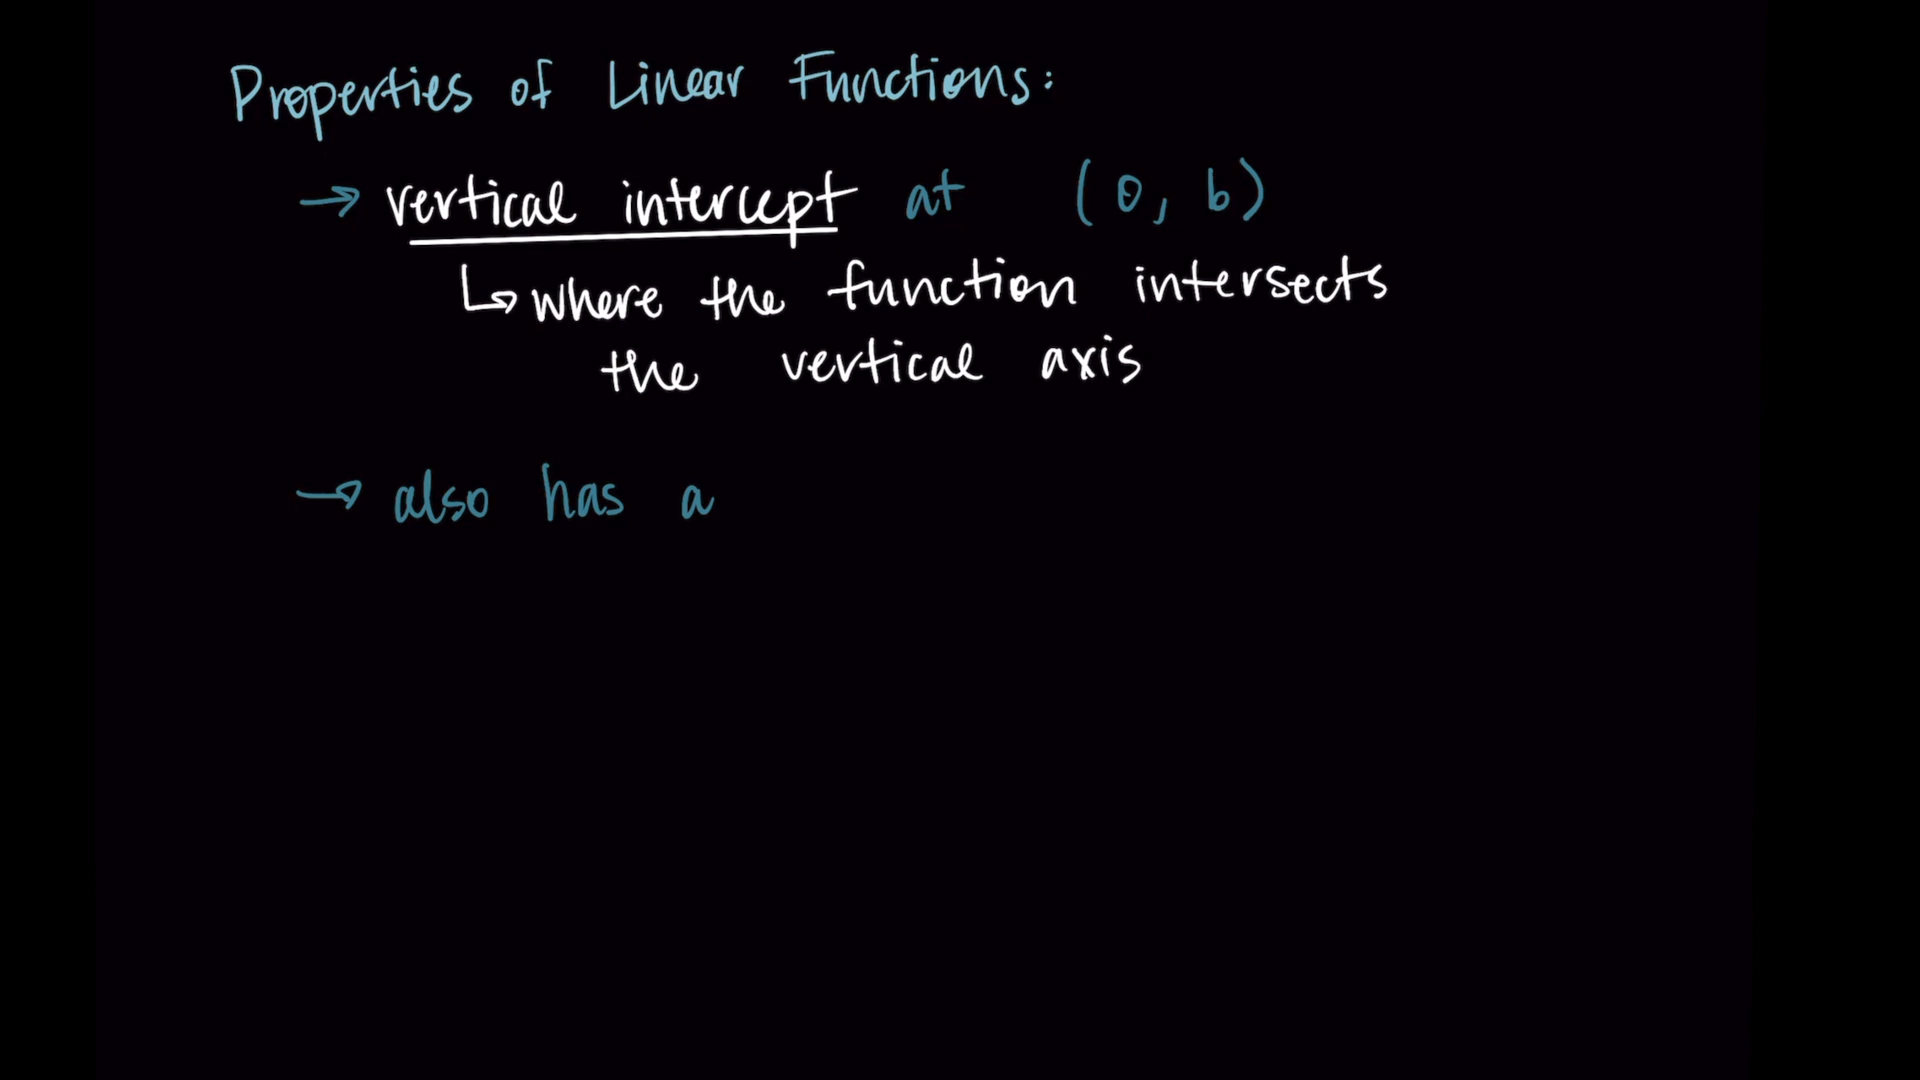 Properties of Linear Functions:
→ vertical intercept at (0, b)
↳ where the function intersects
the vertical axis
→ also has a